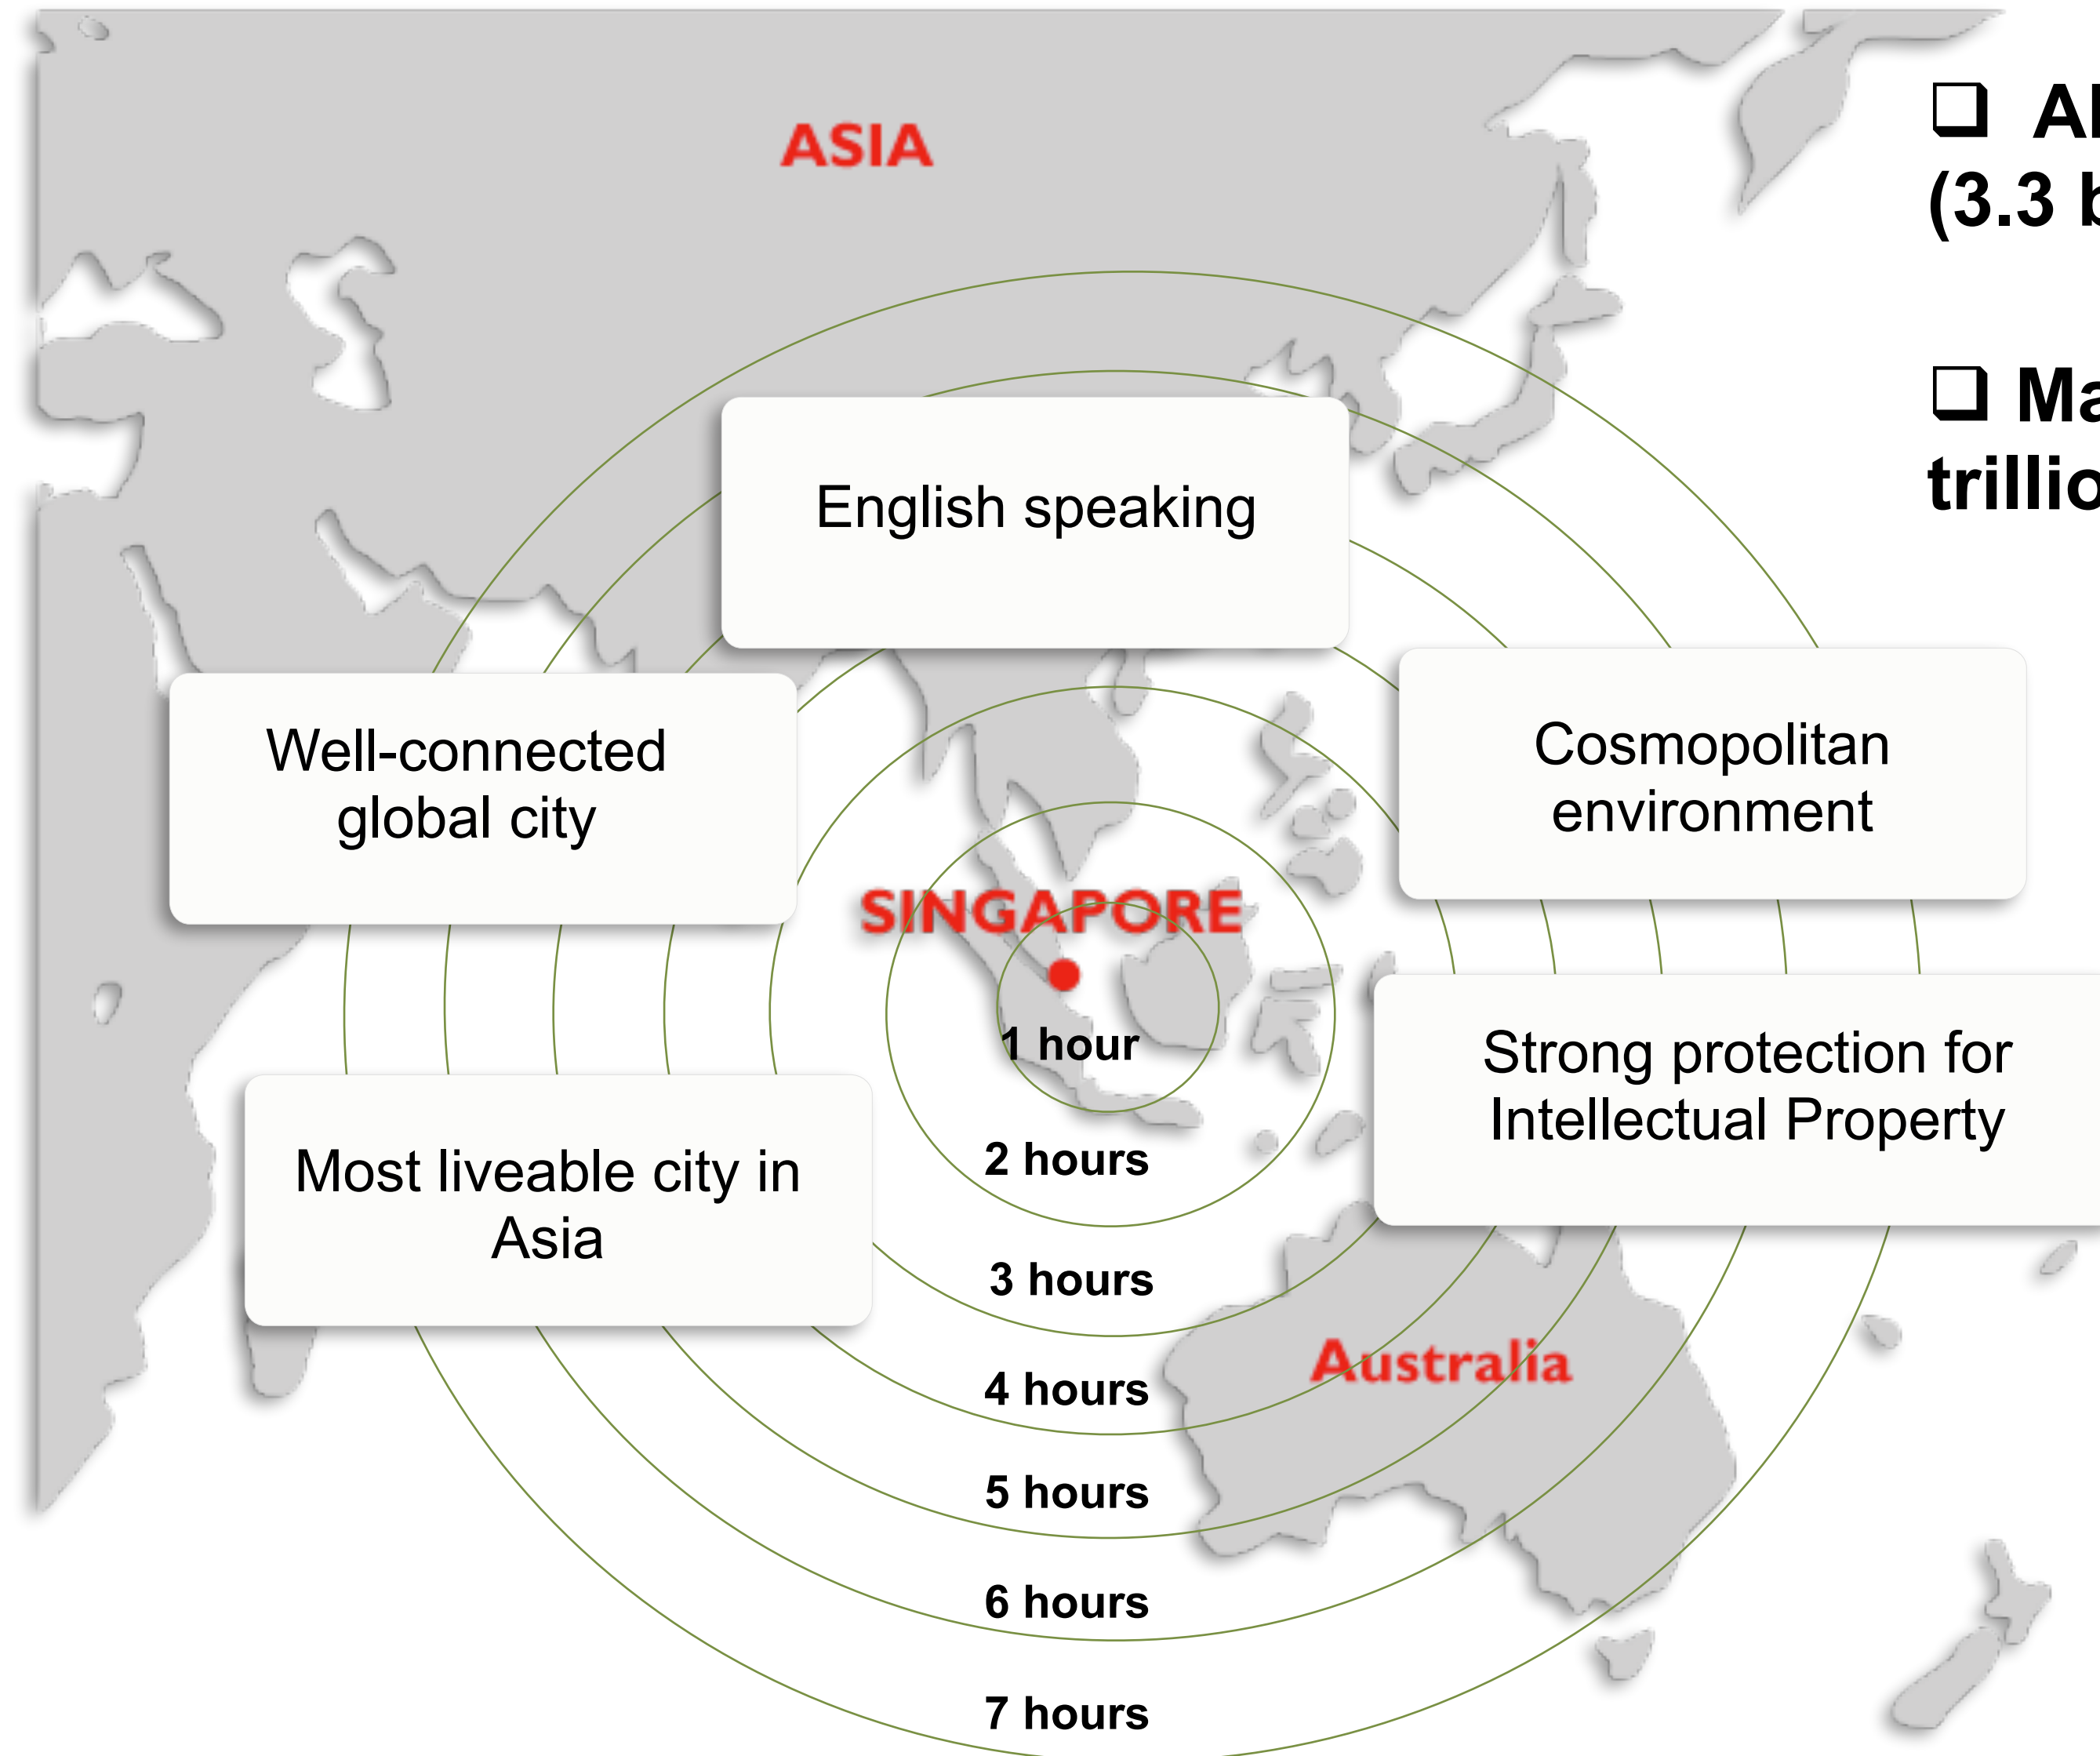 ASIA
(3.3
English speaking
Well-connected
global city
Cosmopolitan
environment
SINGAPORE
1 hour
Strong protection for
Intellectual Property
2 hours
Most liveable city in
Asia
3 hours
Australia
4 hours
5 hours
6 hours
7 hours